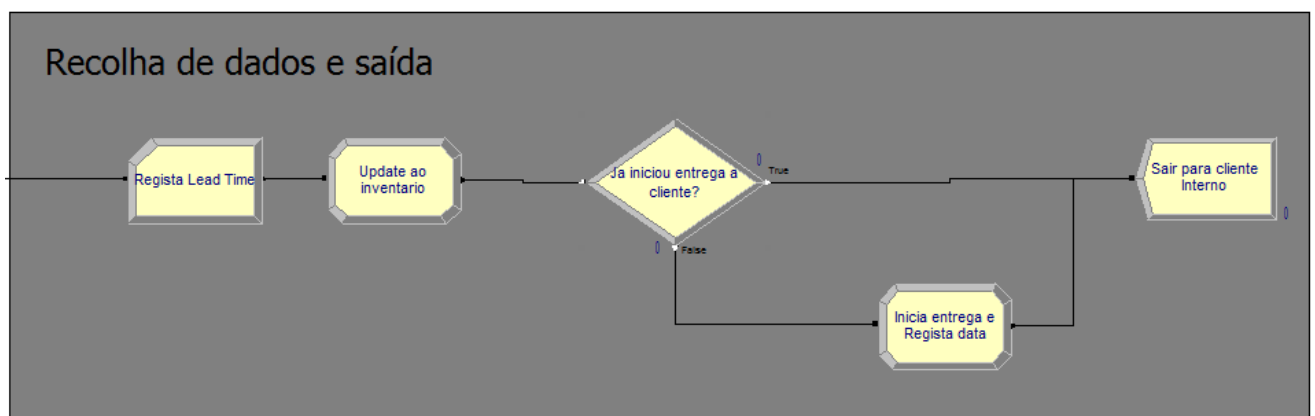 Recolha de dados e saída
Regista Lead Time
Update ao
inventario
Ja iniciou entrega a
cliente?
0
True
0
False
Inicia entrega e
Regista data
Sair para cliente
Interno
0